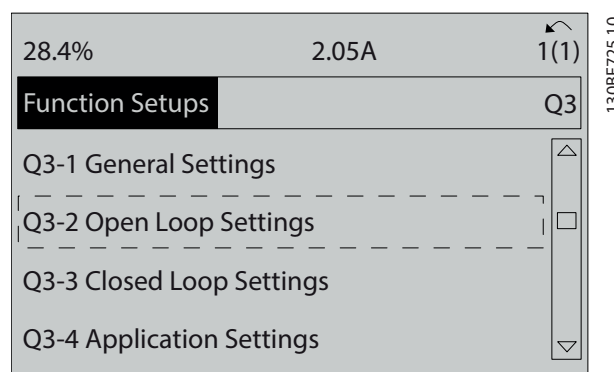 28.4% 2.05A 1(1)
Function Setups Q3
Q3-1 General Settings
Q3-2 Open Loop Settings
Q3-3 Closed Loop Settings
Q3-4 Application Settings
130BF725.10